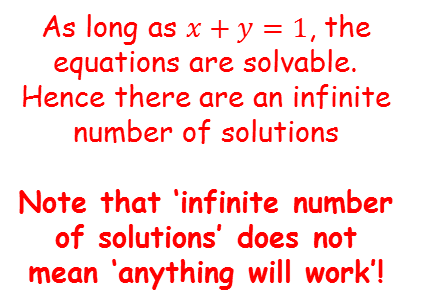 As long as x + y = 1, the
equations are solvable.
Hence there are an infinite
number of solutions
Note that ‘infinite number
of solutions’ does not
mean ‘anything will work’!